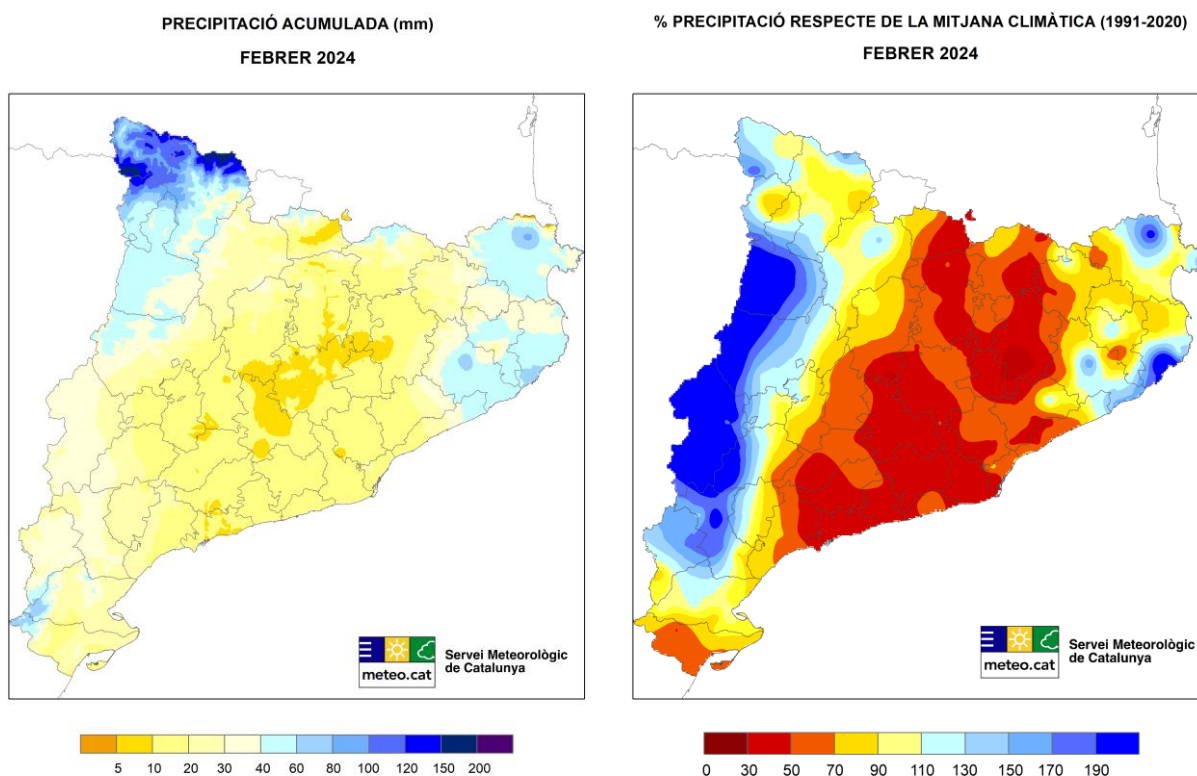 PRECIPITACIÓ ACUMULADA (mm)
FEBRER 2024
meteo.cat
Servei Meteorològic
de Catalunya
5 10 20 30 40 60 80 100 120 150 200
% PRECIPITACIÓ RESPECTE DE LA MITJANA CLIMÀTICA (1991-2020)
FEBRER 2024
meteo.cat
Servei Meteorològic
de Catalunya
0 30 50 70 90 110 130 150 170 190